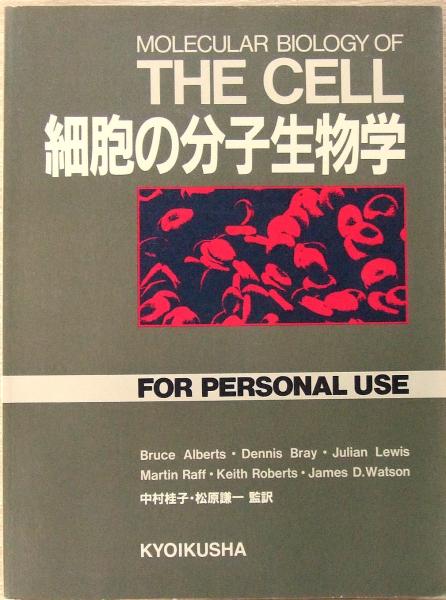 MOLECULAR BIOLOGY OF
THE CELL
細胞の分子生物学
FOR PERSONAL USE
Bruce Alberts・Dennis Bray・Julian Lewis
Martin Raff・Keith Roberts・James D.Watson
中村桂子・松原謙一 監訳
KYOIKUSHA